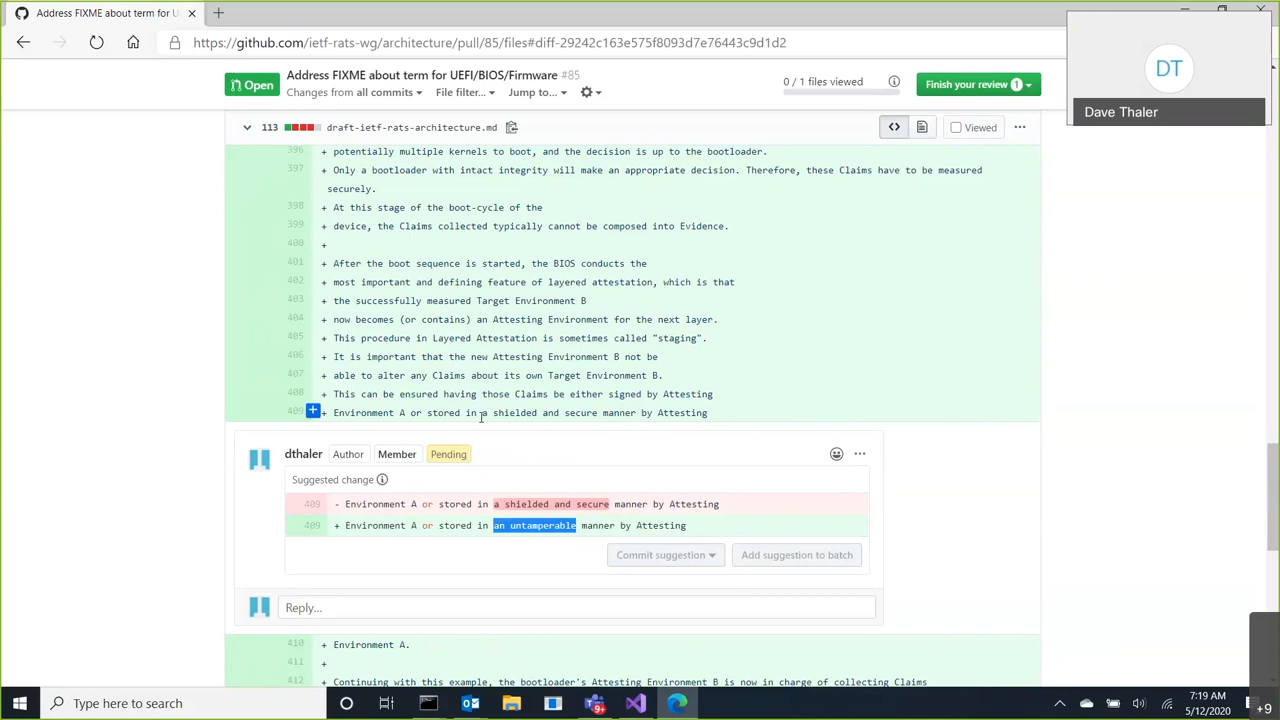 Address FIXME about term for U
https://github.com/ietf-rats-wg/architecture/pull/85/files#diff-29242c163e575f8093d7e76443c9d1d2
DT
Dave Thaler
Open
Address FIXME about term for UEFI/BIOS/Firmware #85
Changes from all commits
File filter...
Jump to...
0 / 1 files viewed
Finish your review 1
113 draft-ietf-rats-architecture.md
Viewed
396 + potentially multiple kernels to boot, and the decision is up to the bootloader.
397 + Only a bootloader with intact integrity will make an appropriate decision. Therefore, these Claims have to be measured
securely.
398 + At this stage of the boot-cycle of the
399 + device, the Claims collected typically cannot be composed into Evidence.
400 +
401 + After the boot sequence is started, the BIOS conducts the
402 + most important and defining feature of layered attestation, which is that
403 + the successfully measured Target Environment B
404 + now becomes (or contains) an Attesting Environment for the next layer.
405 + This procedure in Layered Attestation is sometimes called "staging".
406 + It is important that the new Attesting Environment B not be
407 + able to alter any Claims about its own Target Environment B.
408 + This can be ensured having those Claims be either signed by Attesting
409 + Environment A or stored in a shielded and secure manner by Attesting
dthaler Author Member Pending
Suggested change
409 - Environment A or stored in a shielded and secure manner by Attesting
409 + Environment A or stored in an untamperable manner by Attesting
Commit suggestion
Add suggestion to batch
Reply...
410 + Environment A.
411 +
412 + Continuing with this example, the bootloader's Attesting Environment B is now in charge of collecting Claims
Type here to search
7:19 AM
5/12/2020
+9